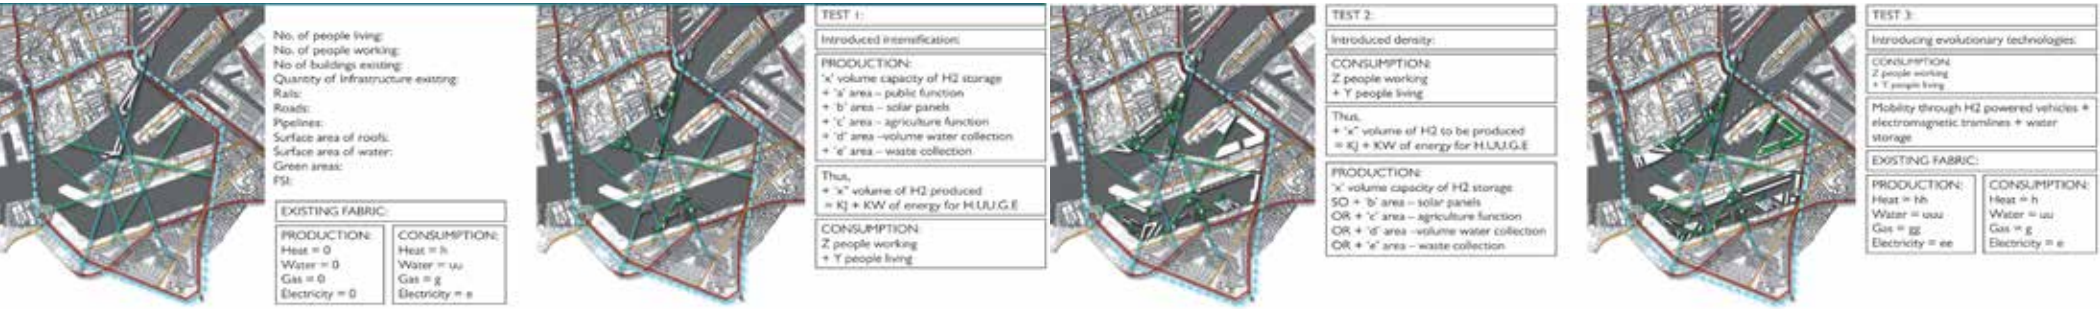 No. of people living:
No. of people working:
No of buildings existing:
Quantity of Infrastructure existing:
Rails:
Roads:
Pipelines:
Surface area of roofs:
Surface area of water:
Green areas:
FSI:
EXISTING FABRIC:
PRODUCTION:
Heat = 0
Water = 0
Gas = 0
Electricity = 0
CONSUMPTION:
Heat = h
Water = uu
Gas = g
Electricity = e
TEST 1:
Introduced intensification:
PRODUCTION:
'x' volume capacity of H2 storage
+ 'a' area – public function
+ 'b' area – solar panels
+ 'c' area – agriculture function
+ 'd' area –volume water collection
+ 'e' area – waste collection
Thus,
+ 'x'' volume of H2 produced
= KJ + KW of energy for H.UU.G.E
CONSUMPTION:
Z people working
+ Y people living
TEST 2:
Introduced density:
CONSUMPTION:
Z people working
+ Y people living
Thus,
+ 'x'' volume of H2 to be produced
= KJ + KW of energy for H.UU.G.E
PRODUCTION:
'x' volume capacity of H2 storage
SO + 'b' area – solar panels
OR + 'c' area – agriculture function
OR + 'd' area –volume water collection
OR + 'e' area – waste collection
TEST 3:
Introducing evolutionary technologies:
CONSUMPTION:
Z people working
+ Y people living
Mobility through H2 powered vehicles +
electromagnetic tramlines + water
storage
EXISTING FABRIC:
PRODUCTION:
Heat = hh
Water = uuu
Gas = gg
Electricity = ee
CONSUMPTION:
Heat = h
Water = uu
Gas = g
Electricity = e